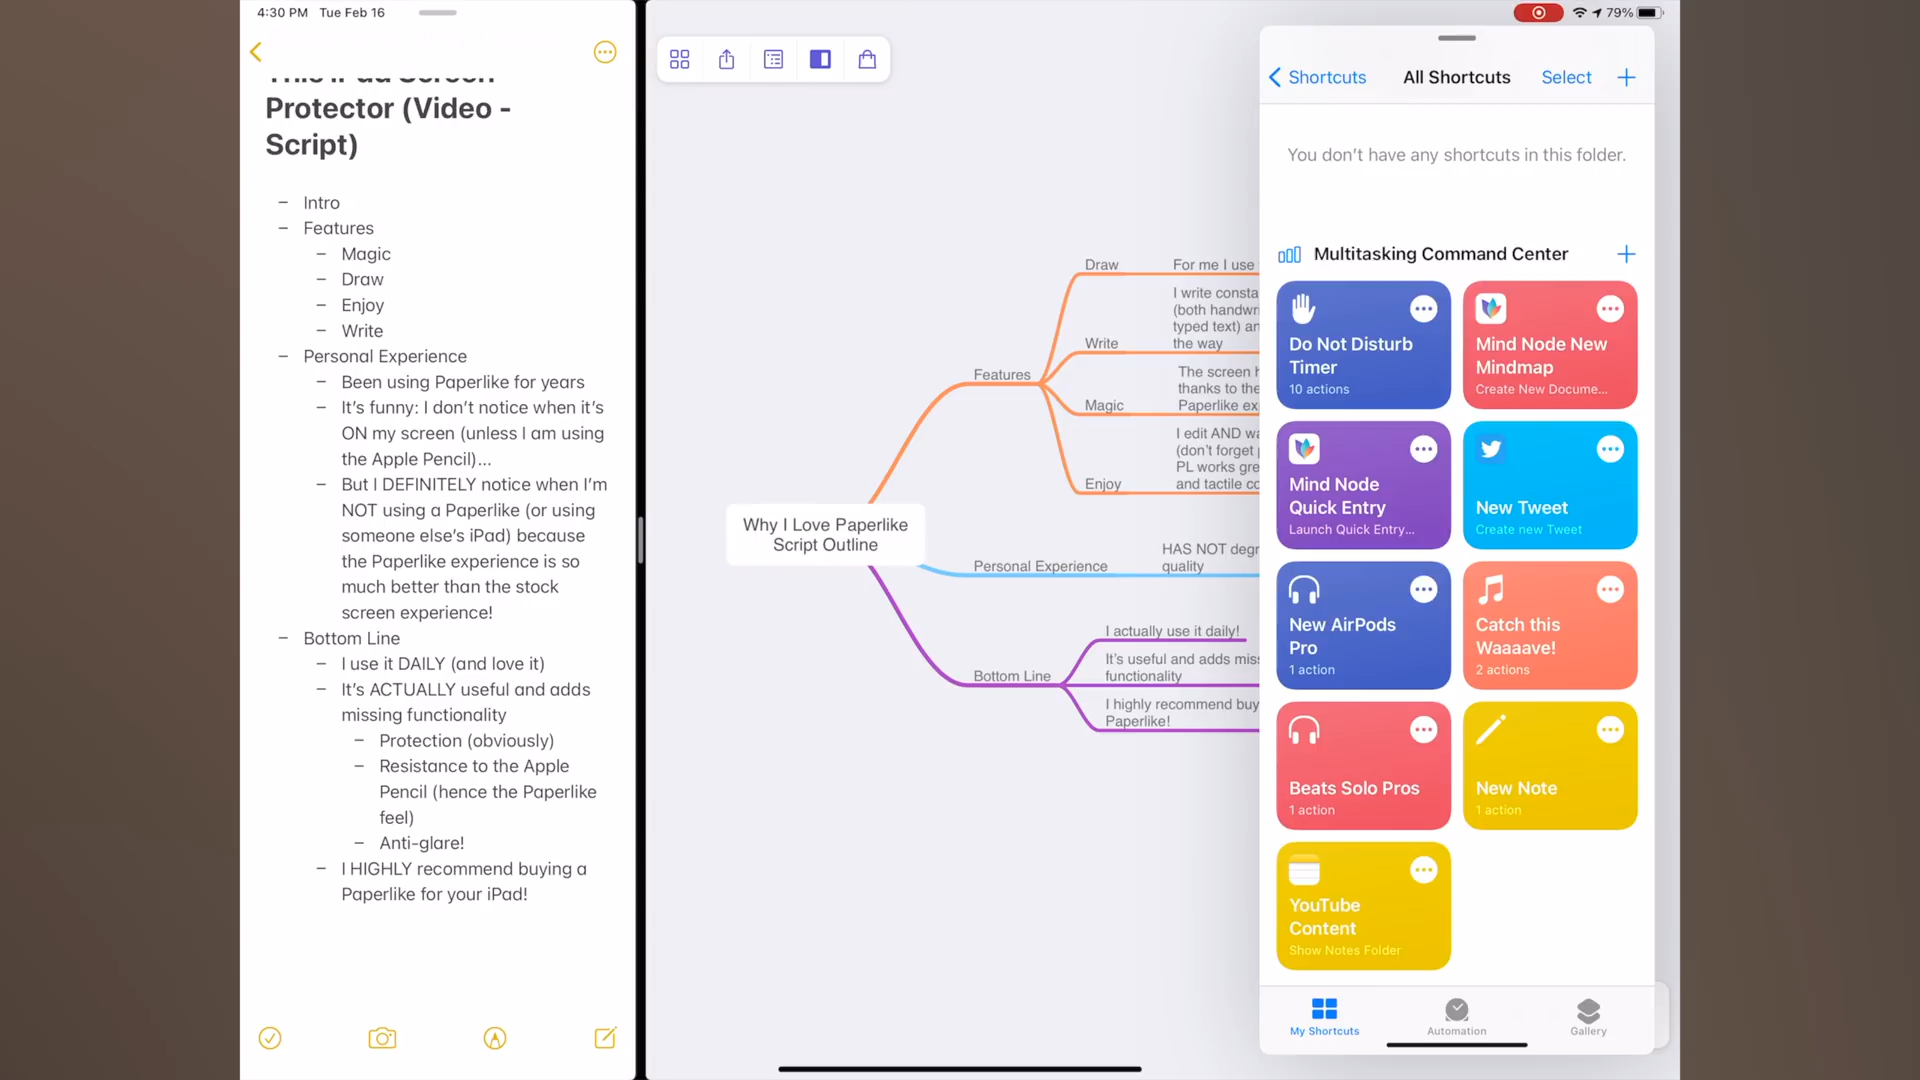 4:30 PM Tue Feb 16
79%
This iPad Screen
Protector (Video -
Script)
– Intro
– Features
– Magic
– Draw
– Enjoy
– Write
– Personal Experience
– Been using Paperlike for years
– It's funny: I don't notice when it's
ON my screen (unless I am using
the Apple Pencil)...
– But I DEFINITELY notice when I'm
NOT using a Paperlike (or using
someone else's iPad) because
the Paperlike experience is so
much better than the stock
screen experience!
– Bottom Line
– I use it DAILY (and love it)
– It's ACTUALLY useful and adds
missing functionality
– Protection (obviously)
– Resistance to the Apple
Pencil (hence the Paperlike
feel)
– Anti-glare!
– I HIGHLY recommend buying a
Paperlike for your iPad!
Why I Love Paperlike
Script Outline
Features
Draw
For me I use
Write
I write consta
(both handwr
typed text) an
the way
Magic
The screen h
thanks to the
Paperlike ex
Enjoy
I edit AND wa
(don't forget
PL works gre
and tactile co
Personal Experience
HAS NOT degr
quality
Bottom Line
I actually use it daily!
It's useful and adds miss
functionality
I highly recommend buy
Paperlike!
Shortcuts
All Shortcuts
Select
You don't have any shortcuts in this folder.
Multitasking Command Center
Do Not Disturb
Timer
10 actions
Mind Node New
Mindmap
Create New Docume...
Mind Node
Quick Entry
Launch Quick Entry...
New Tweet
Create new Tweet
New AirPods
Pro
1 action
Catch this
Waaaave!
2 actions
Beats Solo Pros
1 action
New Note
1 action
YouTube
Content
Show Notes Folder
My Shortcuts
Automation
Gallery